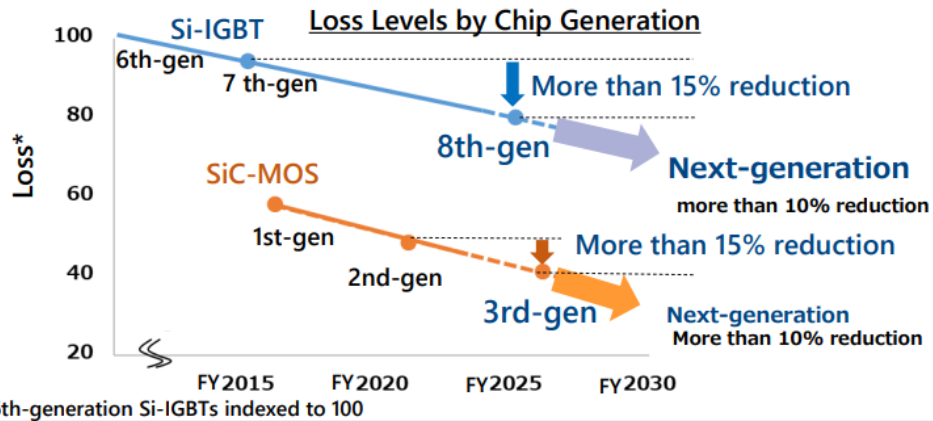 Loss Levels by Chip Generation
100
Si-IGBT
6th-gen
7 th-gen
More than 15% reduction
80
8th-gen
Next-generation
more than 10% reduction
Loss*
60
SiC-MOS
1st-gen
More than 15% reduction
2nd-gen
40
3rd-gen
Next-generation
More than 10% reduction
20
FY2015
FY2020
FY2025
FY2030
th-generation Si-IGBTs indexed to 100